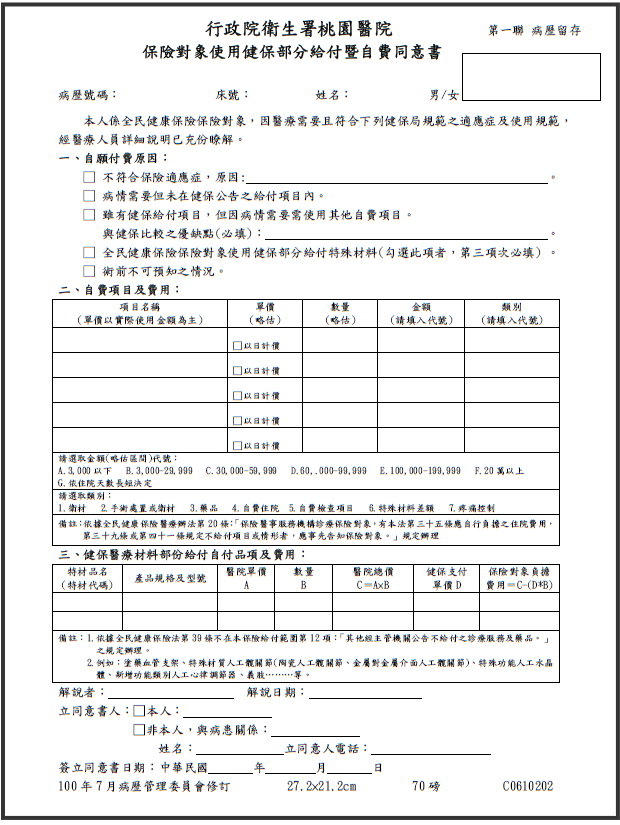 行政院衛生署桃園醫院
第一聯 病歷留存
保險對象使用健保部分給付暨自費同意書
病歷號碼： 床號： 姓名： 男/女
本人係全民健康保險保險對象，因醫療需要且符合下列健保局規範之適應症及使用規範，
經醫療人員詳細說明已充份瞭解。
一、自願付費原因：
□ 不符合保險適應症，原因:。
□ 病情需要但未在健保公告之給付項目內。
□ 雖有健保給付項目，但因病情需要需使用其他自費項目。
與健保比較之優缺點(必填)：。
□ 全民健康保險保險對象使用健保部分給付特殊材料(勾選此項者，第三項次必填)。
□ 術前不可預知之情況。
二、自費項目及費用：
項目名稱 單價 數量 金額 類別
(單價以實際使用金額為主) (略估) (略估) (請填入代號) (請填入代號)
□以日計價
□以日計價
□以日計價
□以日計價
□以日計價
請選取金額(略估區間)代號：
A.3,000以下 B.3,000-29,999 C.30,000-59,999 D.60,.000-99,999 E.100,000-199,999 F.20萬以上
G.依住院天數長短決定
請選取類別：
1.衛材 2.手術處置或衛材 3.藥品 4.自費住院 5.自費檢查項目 6.特殊材料差額 7.疼痛控制
備註：依據全民健康保險醫療辦法第20條：「保險醫事服務機構診療保險對象，有本法第三十五條應自行負擔之住院費用，
第三十九條或第四十一條規定不給付項目或情形者，應事先告知保險對象。」規定辦理
三、健保醫療材料部份給付自付品項及費用：
特材品名 產品規格及型號 醫院單價 數量 醫院總價 健保支付 保險對象負擔
(特材代碼) A B C＝AxB 單價D 費用＝C-(D*B)
備註：1.依據全民健康保險法第39條不在本保險給付範圍第12項：「其他經主管機關公告不給付之診療服務及藥品。」
之規定辦理。
2.例如：塗藥血管支架、特殊材質人工髖關節(陶瓷人工髖關節、金屬對金屬介面人工髖關節)、特殊功能人工水晶
體、新增功能類別人工心律調節器、義肢………等。
解說者： 解說日期：
立同意書人：□本人：
□非本人，與病患關係：
姓名： 立同意人電話：
簽立同意書日期：中華民國 年 月 日
100年7月病歷管理委員會修訂 27.2x21.2cm 70磅 C0610202